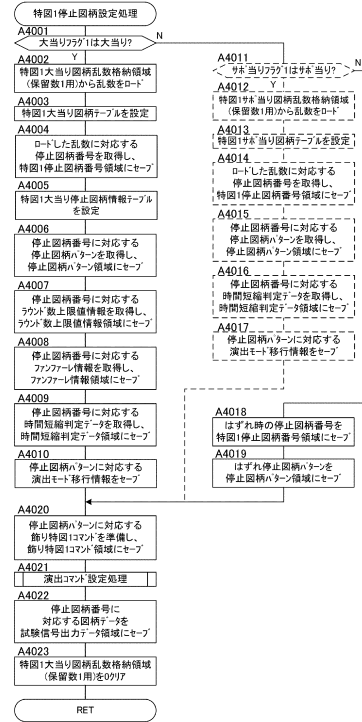 特図1停止図柄設定処理
A4001
大当りフラグ1は大当り?
N
Y
A4002
特図1大当り図柄乱数格納領域
(保留数1用)から乱数をロード
A4003
特図1大当り図柄テーブルを設定
A4004
ロードした乱数に対応する
停止図柄番号を取得し、
特図1停止図柄番号領域にセーブ
A4005
特図1大当り停止図柄情報テーブル
を設定
A4006
停止図柄番号に対応する
停止図柄パターンを取得し、
停止図柄パターン領域にセーブ
A4007
停止図柄番号に対応する
ラウンド数上限値情報を取得し、
ラウンド数上限値情報領域にセーブ
A4008
停止図柄番号に対応する
ファンファーレ情報を取得し、
ファンファーレ情報領域にセーブ
A4009
停止図柄番号に対応する
時間短縮判定データを取得し、
時間短縮判定データ領域にセーブ
A4010
停止図柄パターンに対応する
演出モード移行情報をセーブ
A4011
サポ当りフラグ1はサポ当り?
N
Y
A4012
特図1サポ当り図柄乱数格納領域
(保留数1用)から乱数をロード
A4013
特図1サポ当り図柄テーブルを設定
A4014
ロードした乱数に対応する
停止図柄番号を取得し、
特図1停止図柄番号領域にセーブ
A4015
停止図柄番号に対応する
停止図柄パターンを取得し、
停止図柄パターン領域にセーブ
A4016
停止図柄番号に対応する
時間短縮判定データを取得し、
時間短縮判定データ領域にセーブ
A4017
停止図柄パターンに対応する
演出モード移行情報をセーブ
A4018
はずれ時の停止図柄番号を
特図1停止図柄番号領域にセーブ
A4019
はずれ停止図柄パターンを
停止図柄パターン領域にセーブ
A4020
停止図柄パターンに対応する
飾り特図1コマンドを準備し、
飾り特図1コマンド領域にセーブ
A4021
演出コマンド設定処理
A4022
停止図柄番号に
対応する図柄データを
試験信号出力データ領域にセーブ
A4023
特図1大当り図柄乱数格納領域
(保留数1用)を0クリア
RET